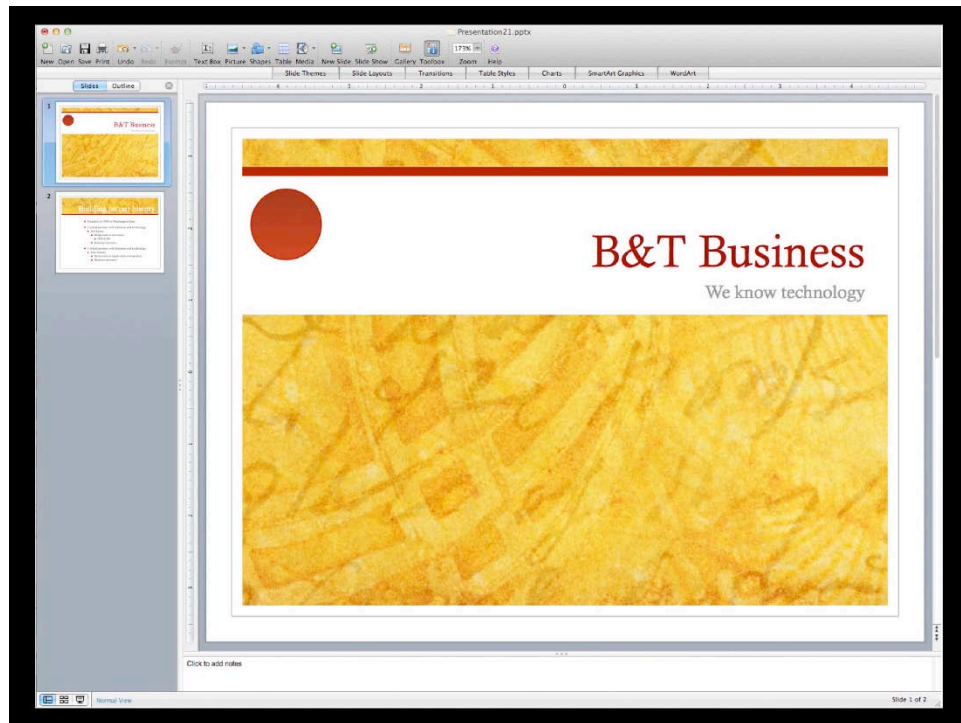 Presentation21.pptx
173%
New Open Save Print Undo Redo Format Text Box Picture Shapes Table Media New Slide Slide Show Gallery Toolbox Zoom Help
Slide Themes Slide Layouts Transitions Table Styles Charts SmartArt Graphics WordArt
Slides Outline
1
B&T Business
2
B&T Business
We know technology
Click to add notes
Normal View
Slide 1 of 2